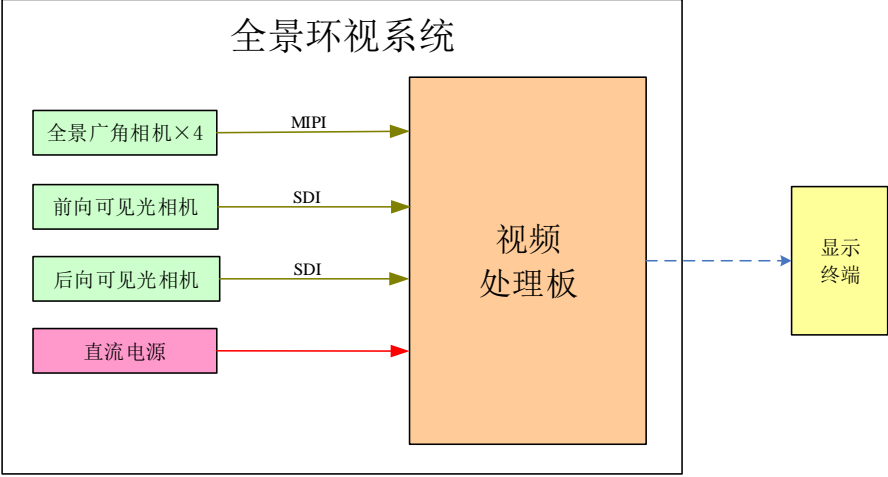 全景环视系统
全景广角相机×4
MIPI
前向可见光相机
SDI
后向可见光相机
SDI
直流电源
视频
处理板
显示
终端